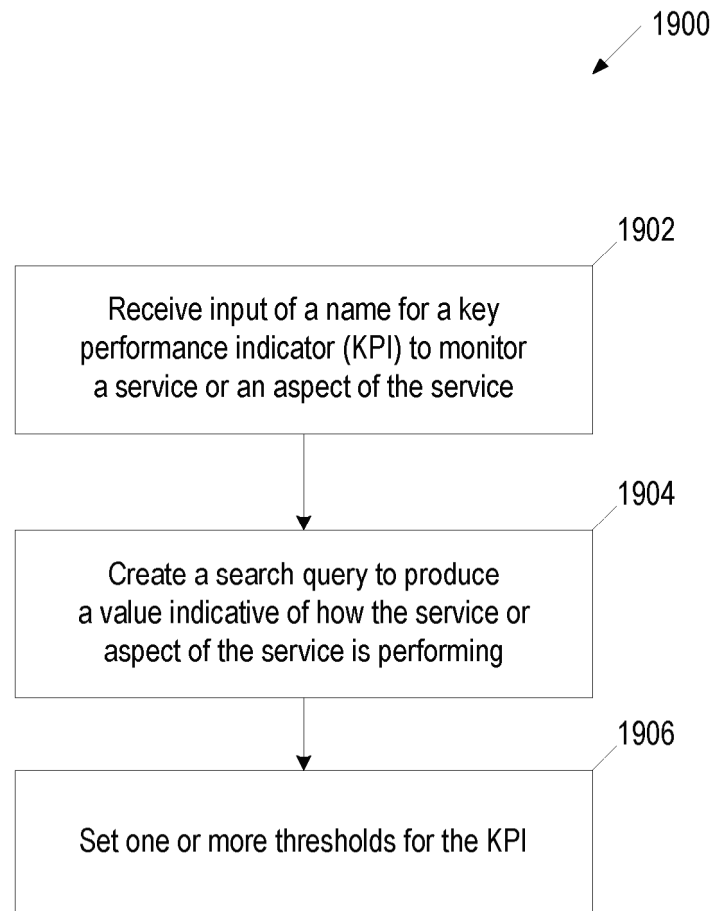 1900
1902
Receive input of a name for a key
performance indicator (KPI) to monitor
a service or an aspect of the service
1904
Create a search query to produce
a value indicative of how the service or
aspect of the service is performing
1906
Set one or more thresholds for the KPI